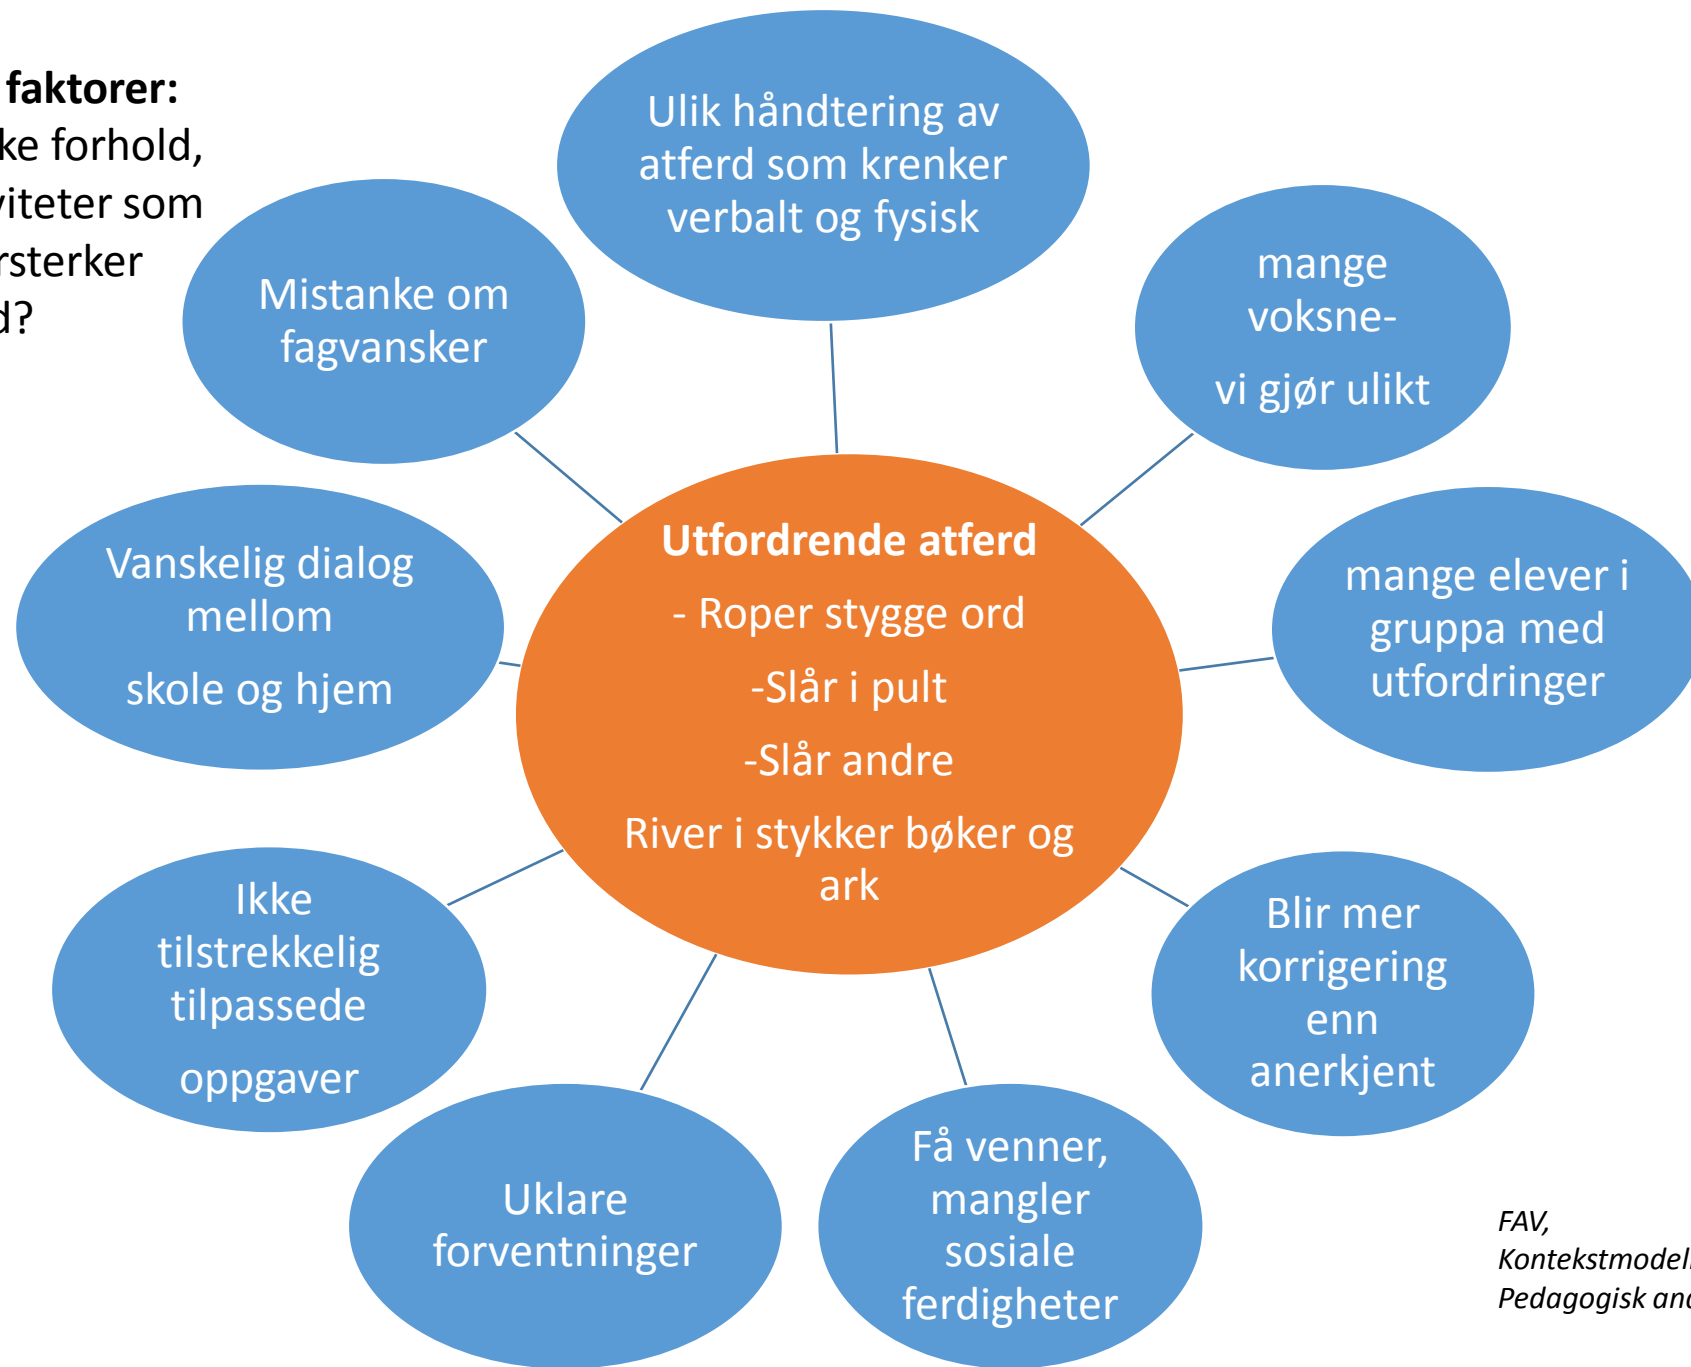 faktorer:
ke forhold,
viteter som
rsterker
d?
Ulik håndtering av
atferd som krenker
verbalt og fysisk
mange
voksne-
vi gjør ulikt
mange elever i
gruppa med
utfordringer
Blir mer
korrigering
enn
anerkjent
Få venner,
mangler
sosiale
ferdigheter
Uklare
forventninger
Ikke
tilstrekkelig
tilpassede
oppgaver
Vanskelig dialog
mellom
skole og hjem
Mistanke om
fagvansker
Utfordrende atferd
- Roper stygge ord
-Slår i pult
-Slår andre
River i stykker bøker og
ark
FAV,
Kontekstmodell
Pedagogisk ana